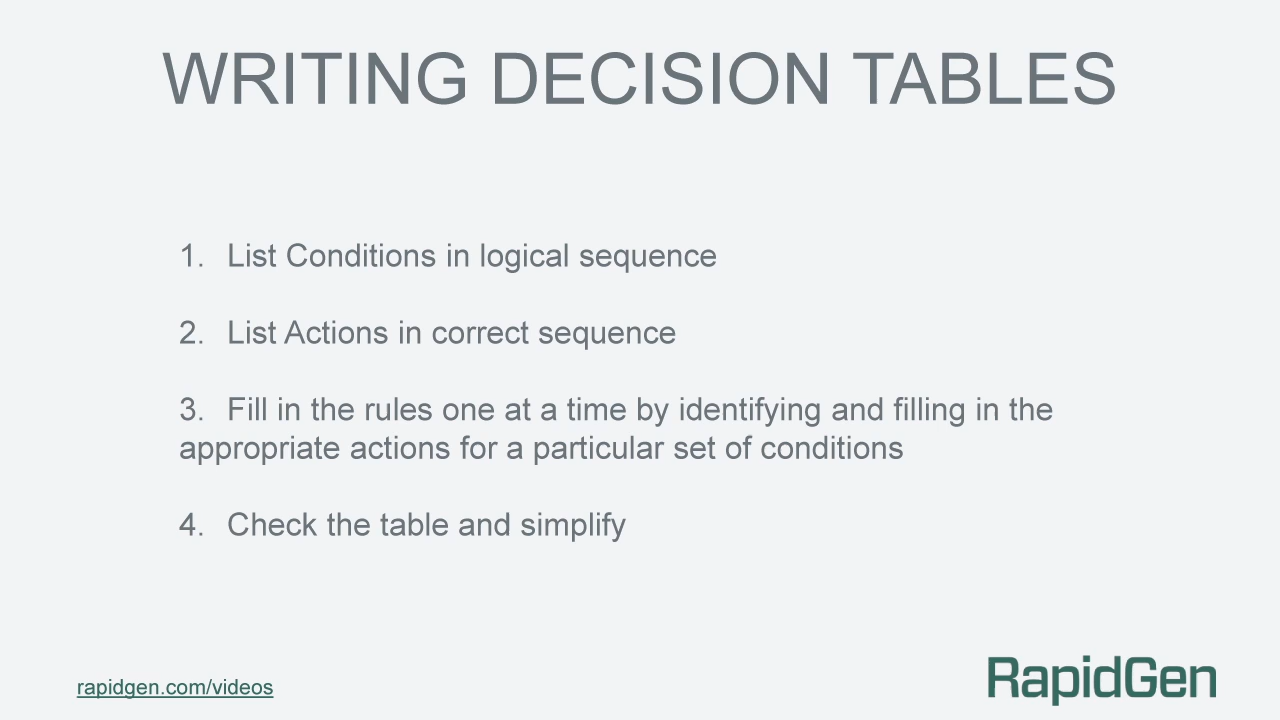 WRITING DECISION TABLES
1. List Conditions in logical sequence
2. List Actions in correct sequence
3. Fill in the rules one at a time by identifying and filling in the
appropriate actions for a particular set of conditions
4. Check the table and simplify
rapidgen.com/videos
RapidGen